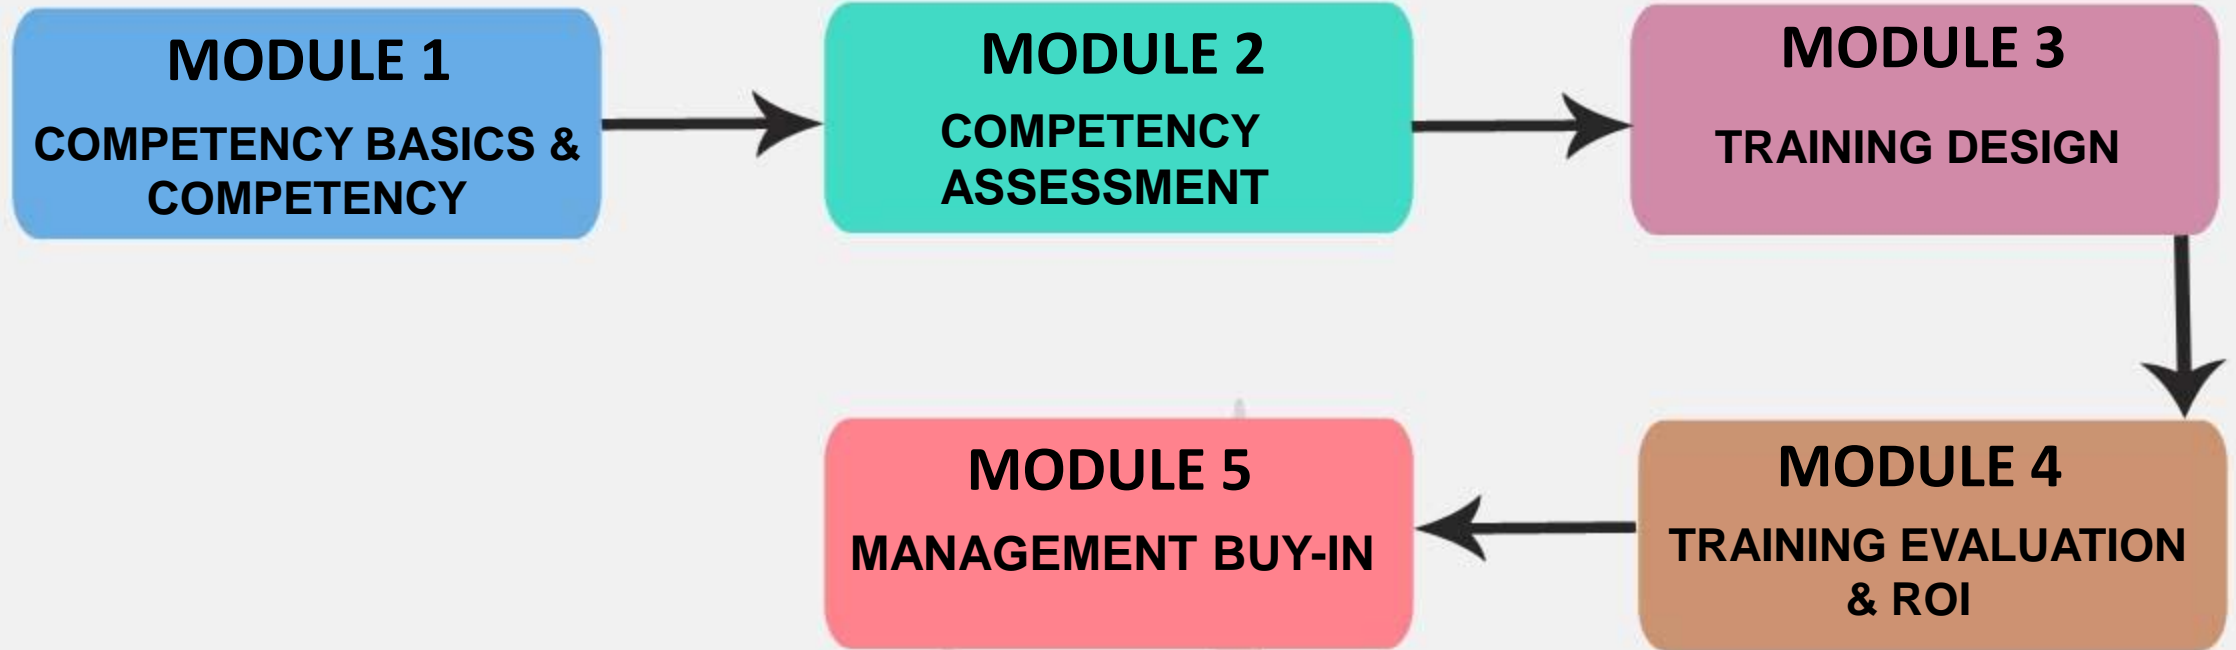 MODULE 1
COMPETENCY BASICS &
COMPETENCY
MODULE 2
COMPETENCY
ASSESSMENT
MODULE 3
TRAINING DESIGN
MODULE 4
TRAINING EVALUATION
& ROI
MODULE 5
MANAGEMENT BUY-IN